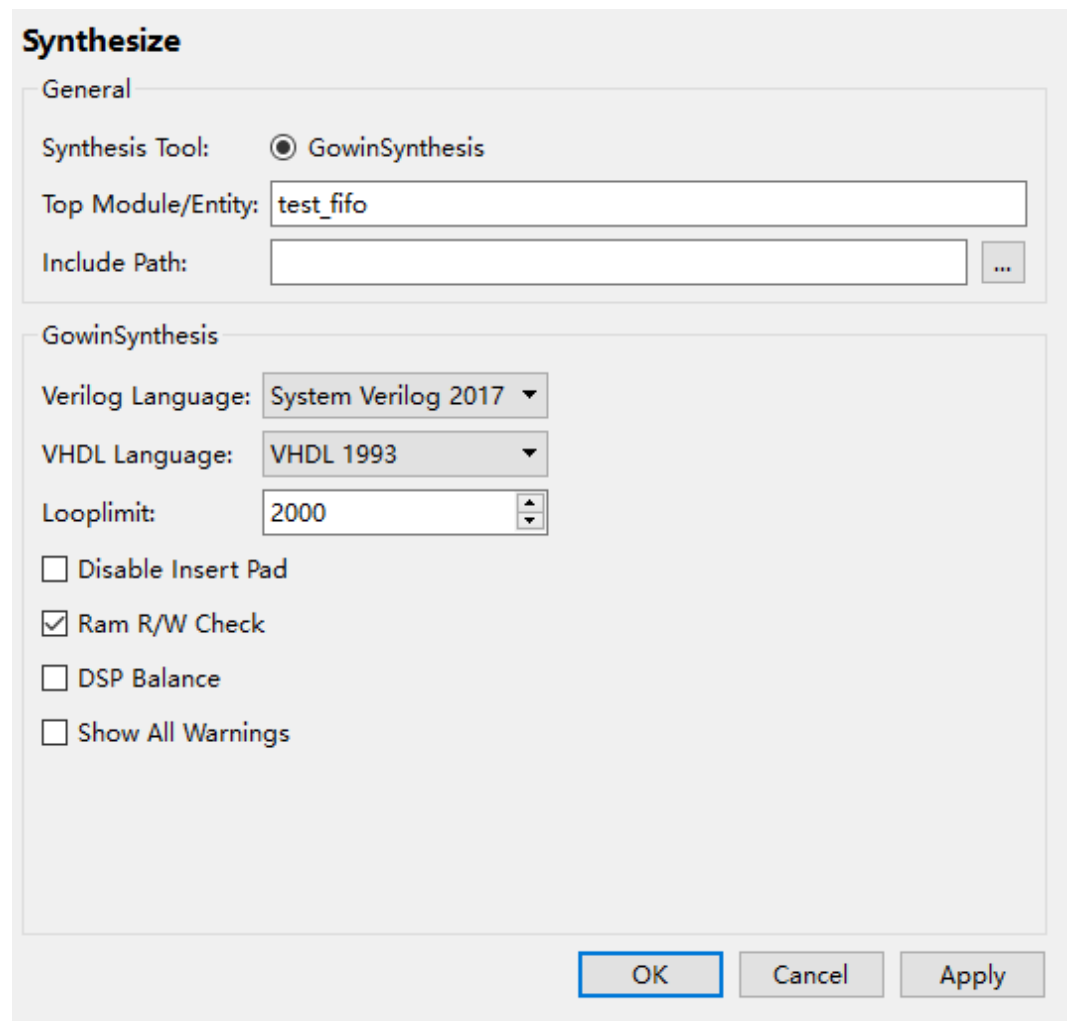 Synthesize
General
Synthesis Tool: GowinSynthesis
Top Module/Entity: test_fifo
Include Path: ...
GowinSynthesis
Verilog Language: System Verilog 2017
VHDL Language: VHDL 1993
Looplimit: 2000
Disable Insert Pad
Ram R/W Check
DSP Balance
Show All Warnings
OK Cancel Apply